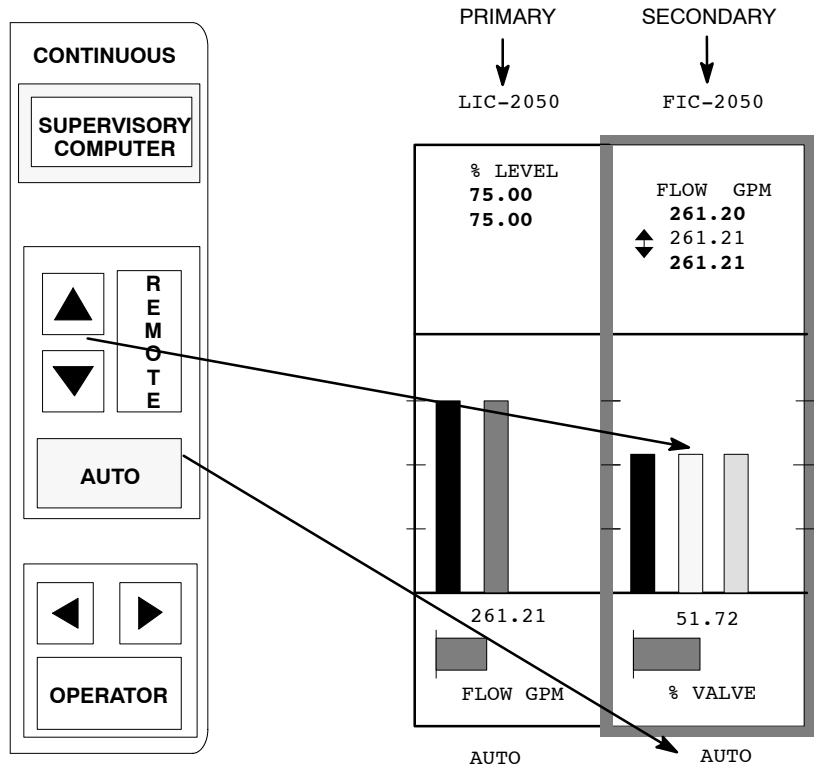 CONTINUOUS
SUPERVISORY
COMPUTER
REMOTE
AUTO
OPERATOR
PRIMARY
LIC-2050
% LEVEL
75.00
75.00
261.21
FLOW GPM
AUTO
SECONDARY
FIC-2050
FLOW GPM
261.20
261.21
261.21
51.72
% VALVE
AUTO